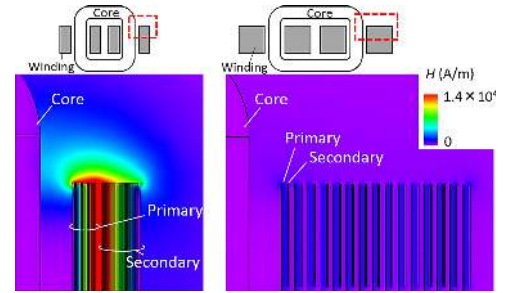 Core
Winding
Core
Primary
Secondary
Core
Winding
Core
Primary
Secondary
H (A/m)
1.4 × 10⁴
0